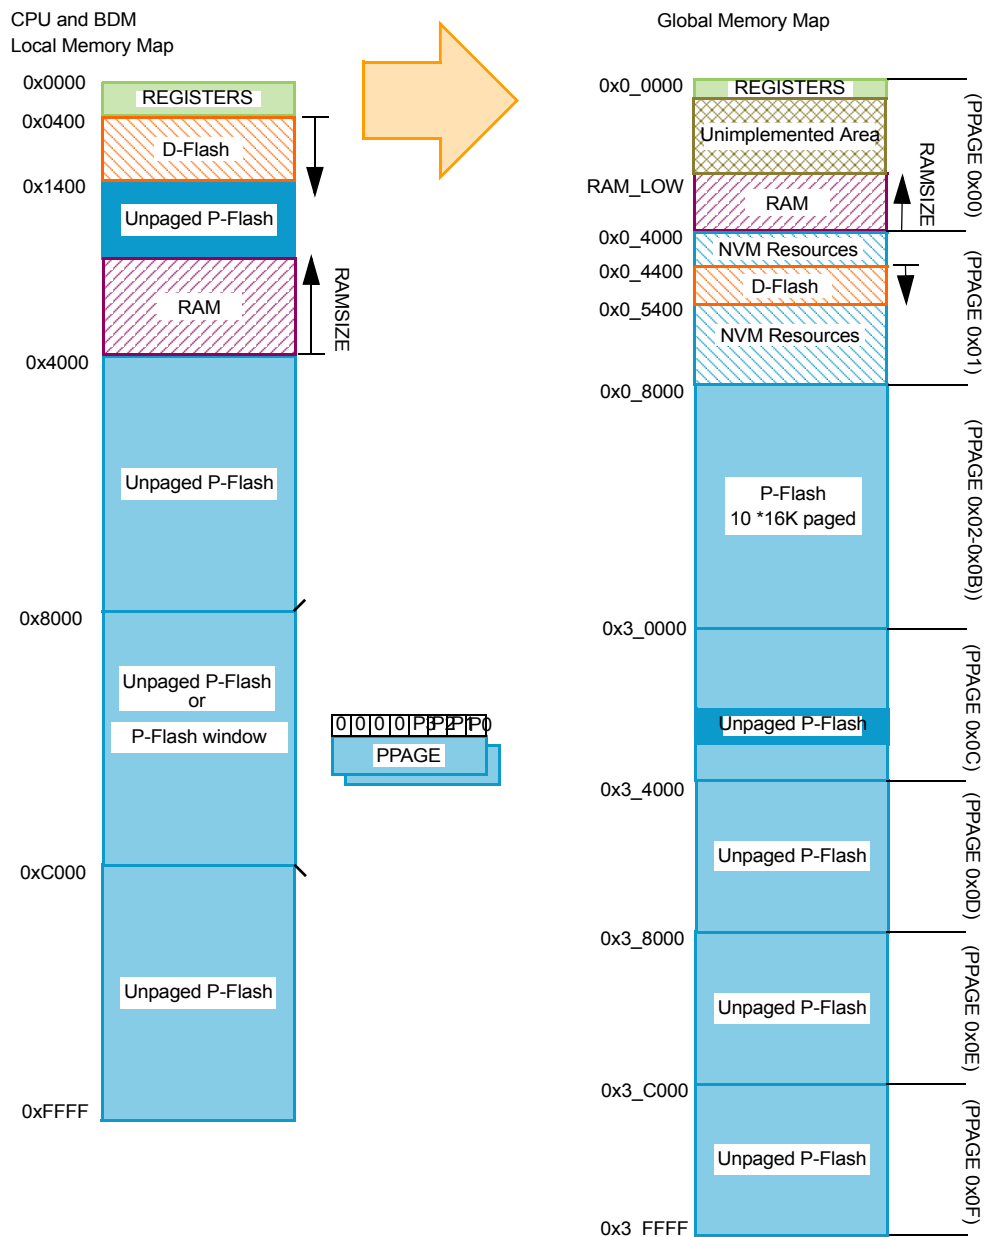 CPU and BDM
Local Memory Map
0x0000
REGISTERS
0x0400
D-Flash
0x1400
Unpaged P-Flash
RAM
RAMSIZE
0x4000
Unpaged P-Flash
0x8000
Unpaged P-Flash
or
P-Flash window
0xC000
Unpaged P-Flash
0xFFFF
0 0 0 0 P3 P2 P1 P0
PPAGE
Global Memory Map
0x0_0000
REGISTERS
Unimplemented Area
(PPAGE 0x00)
RAM_LOW
RAM
RAMSIZE
0x0_4000
NVM Resources
0x0_4400
D-Flash
0x0_5400
NVM Resources
(PPAGE 0x01)
0x0_8000
P-Flash
10 *16K paged
(PPAGE 0x02-0x0B))
0x3_0000
Unpaged P-Flash
(PPAGE 0x0C)
0x3_4000
Unpaged P-Flash
(PPAGE 0x0D)
0x3_8000
Unpaged P-Flash
(PPAGE 0x0E)
0x3_C000
Unpaged P-Flash
(PPAGE 0x0F)
0x3_FFFF